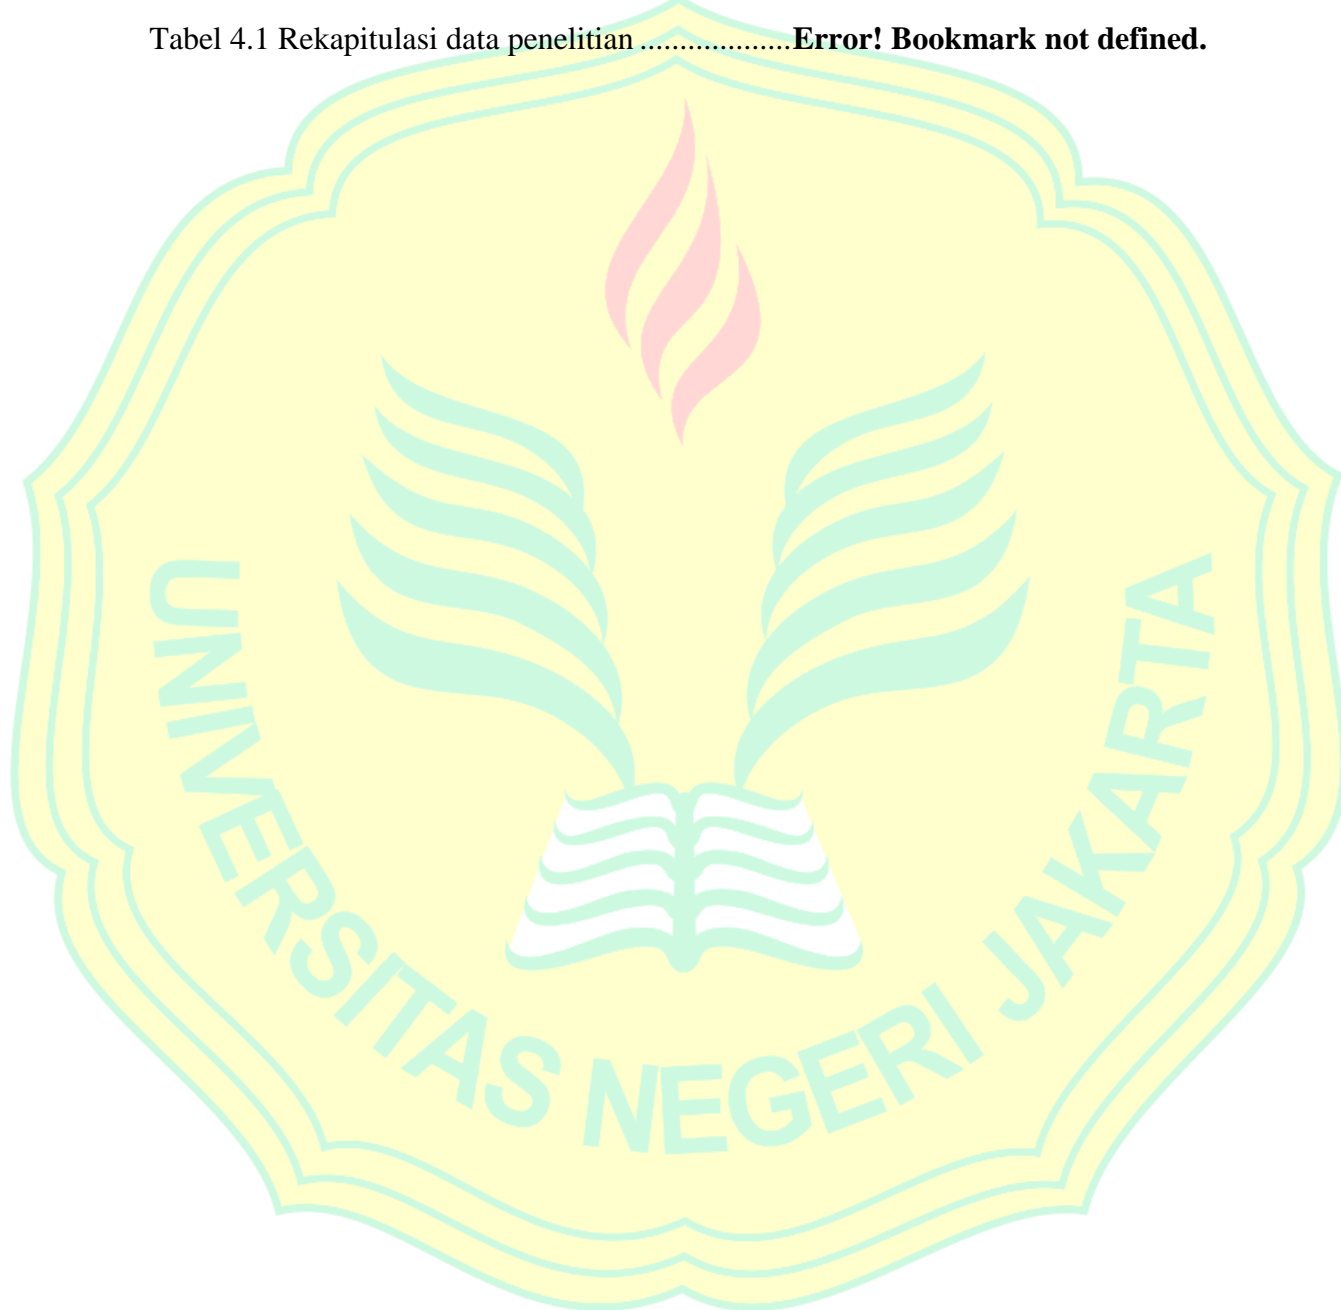 Tabel 4.1 Rekapitulasi data penelitian ...................Error! Bookmark not defined.
UNIVERSITAS NEGERI JAKARTA